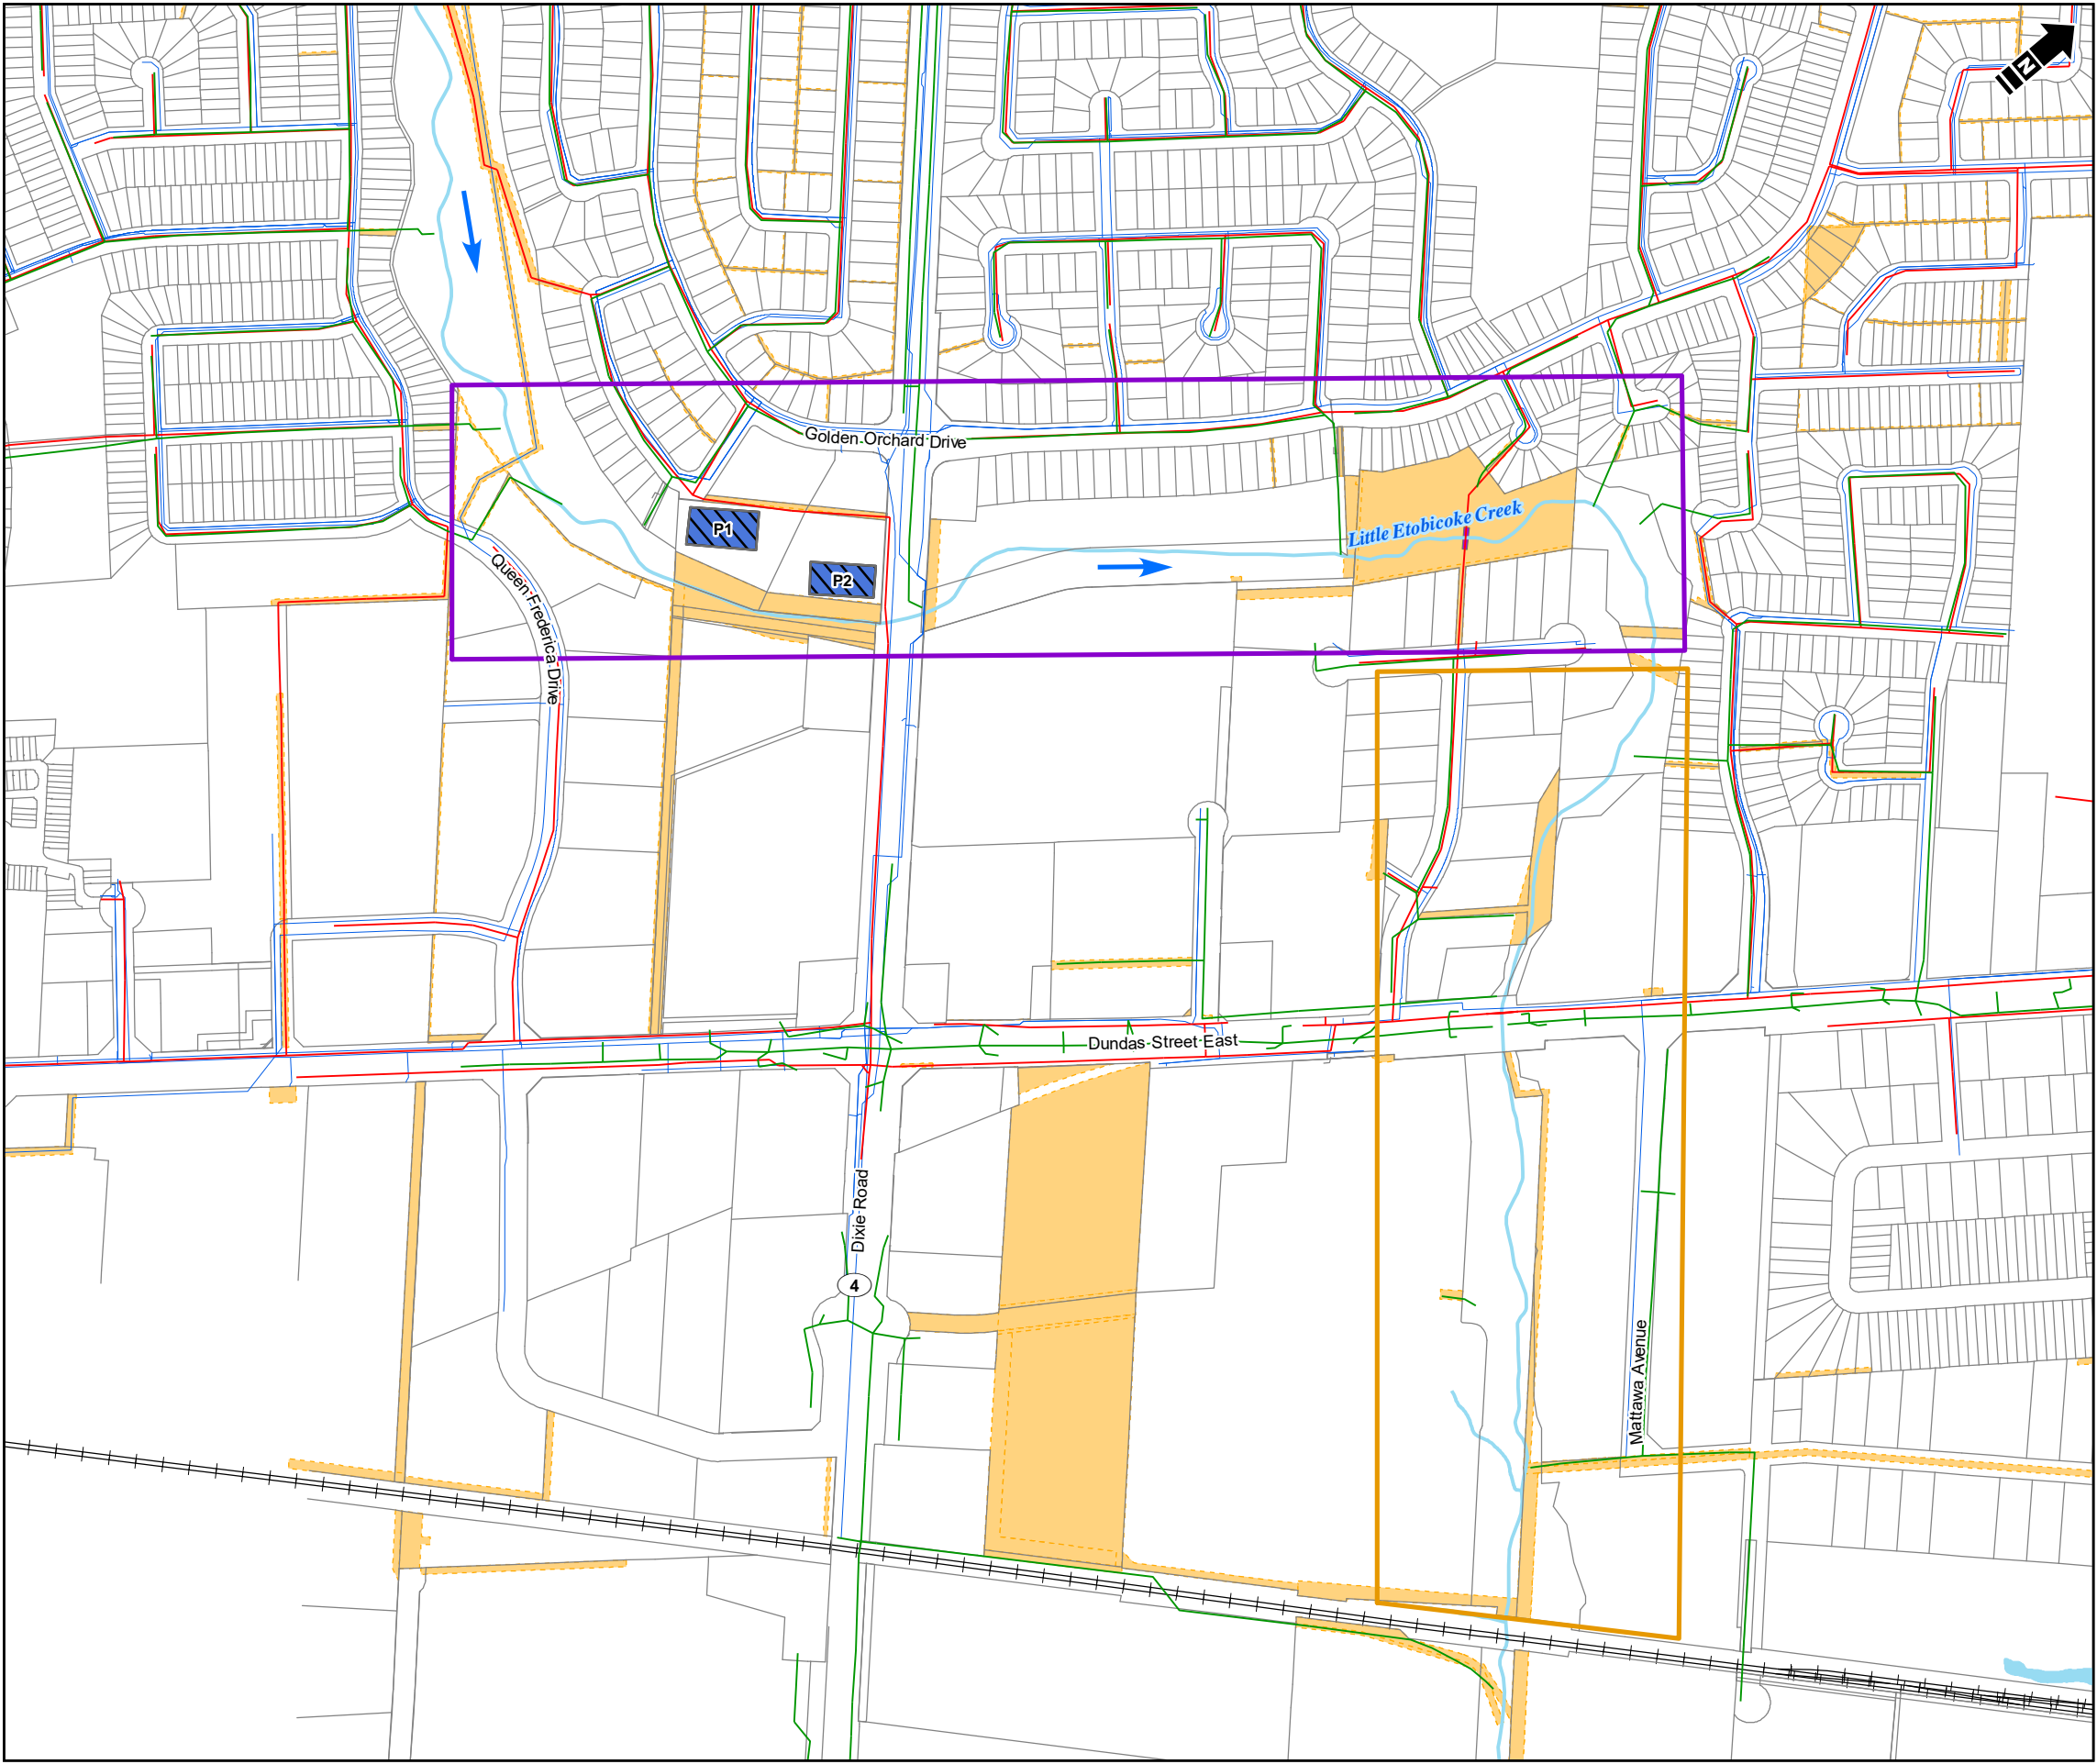 N
Golden Orchard Drive
Little Etobicoke Creek
P1
P2
Queen Frederica Drive
Dundas Street East
Dixie Road
4
Mattawa Avenue